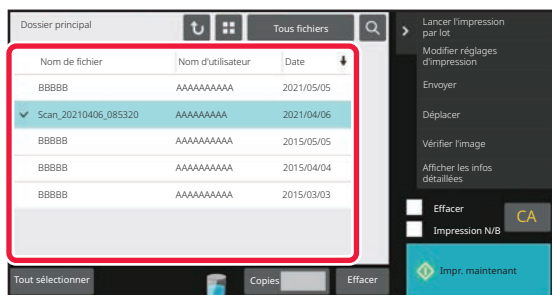 Dossier principal
Tous fichiers
Nom de fichier Nom d'utilisateur Date
BBBBB AAAAAAAAAA 2021/05/05
Scan_20210406_085320 AAAAAAAAA 2021/04/06
BBBBB AAAAAAAAAA 2015/05/05
BBBBB AAAAAAAAAA 2015/04/04
BBBBB AAAAAAAAAA 2015/03/03
Tout sélectionner
Copies
Effacer
Lancer l'impression
par lot
Modifier réglages
d'impression
Envoyer
Déplacer
Vérifier l'image
Afficher les infos
détaillées
Effacer
Impression N/B
CA
Impr. maintenant